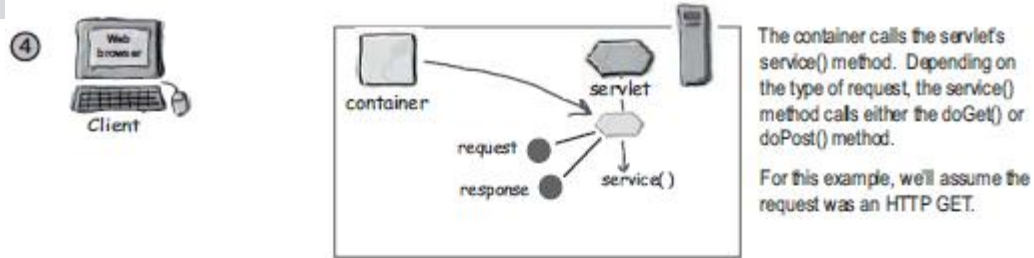 4
Web
browser
Client
container
servlet
request
response
service()
The container calls the servlet's
service() method. Depending on
the type of request, the service()
method calls either the doGet() or
doPost() method.
For this example, we'll assume the
request was an HTTP GET.